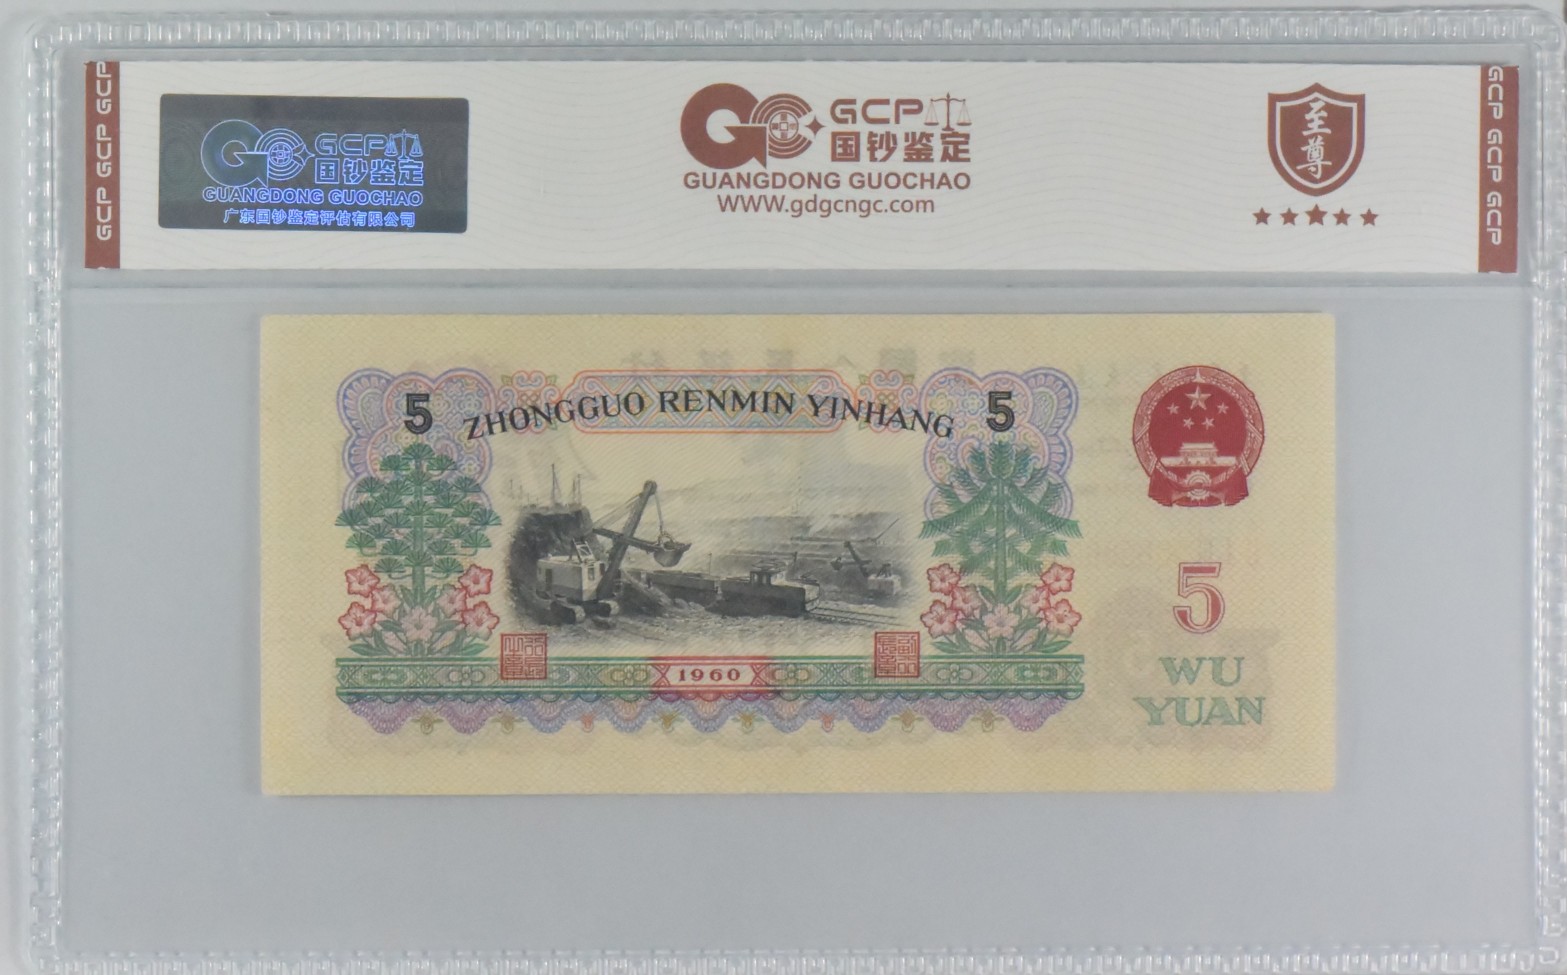 GCP GCP GCP
GCP
国钞鉴定
GUANGDONG GUOCHAO
广东国钞鉴定评估有限公司
GCP
国钞鉴定
GUANGDONG GUOCHAO
WWW.gdgcngc.com
至尊
GCP GCP GCP
5
ZHONGGUO RENMIN YINHANG
5
1960
5
WU
YUAN